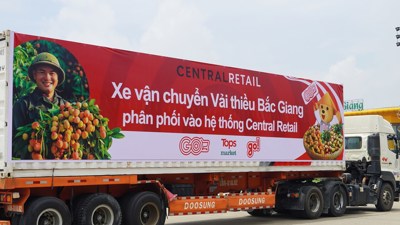 CENTRAL RETAIL
Xe vận chuyển Vải thiều Bắc Giang
phân phối vào hệ thống Central Retail
GO!
Tops
market
go!
DOOSUNG
DOOSUNG